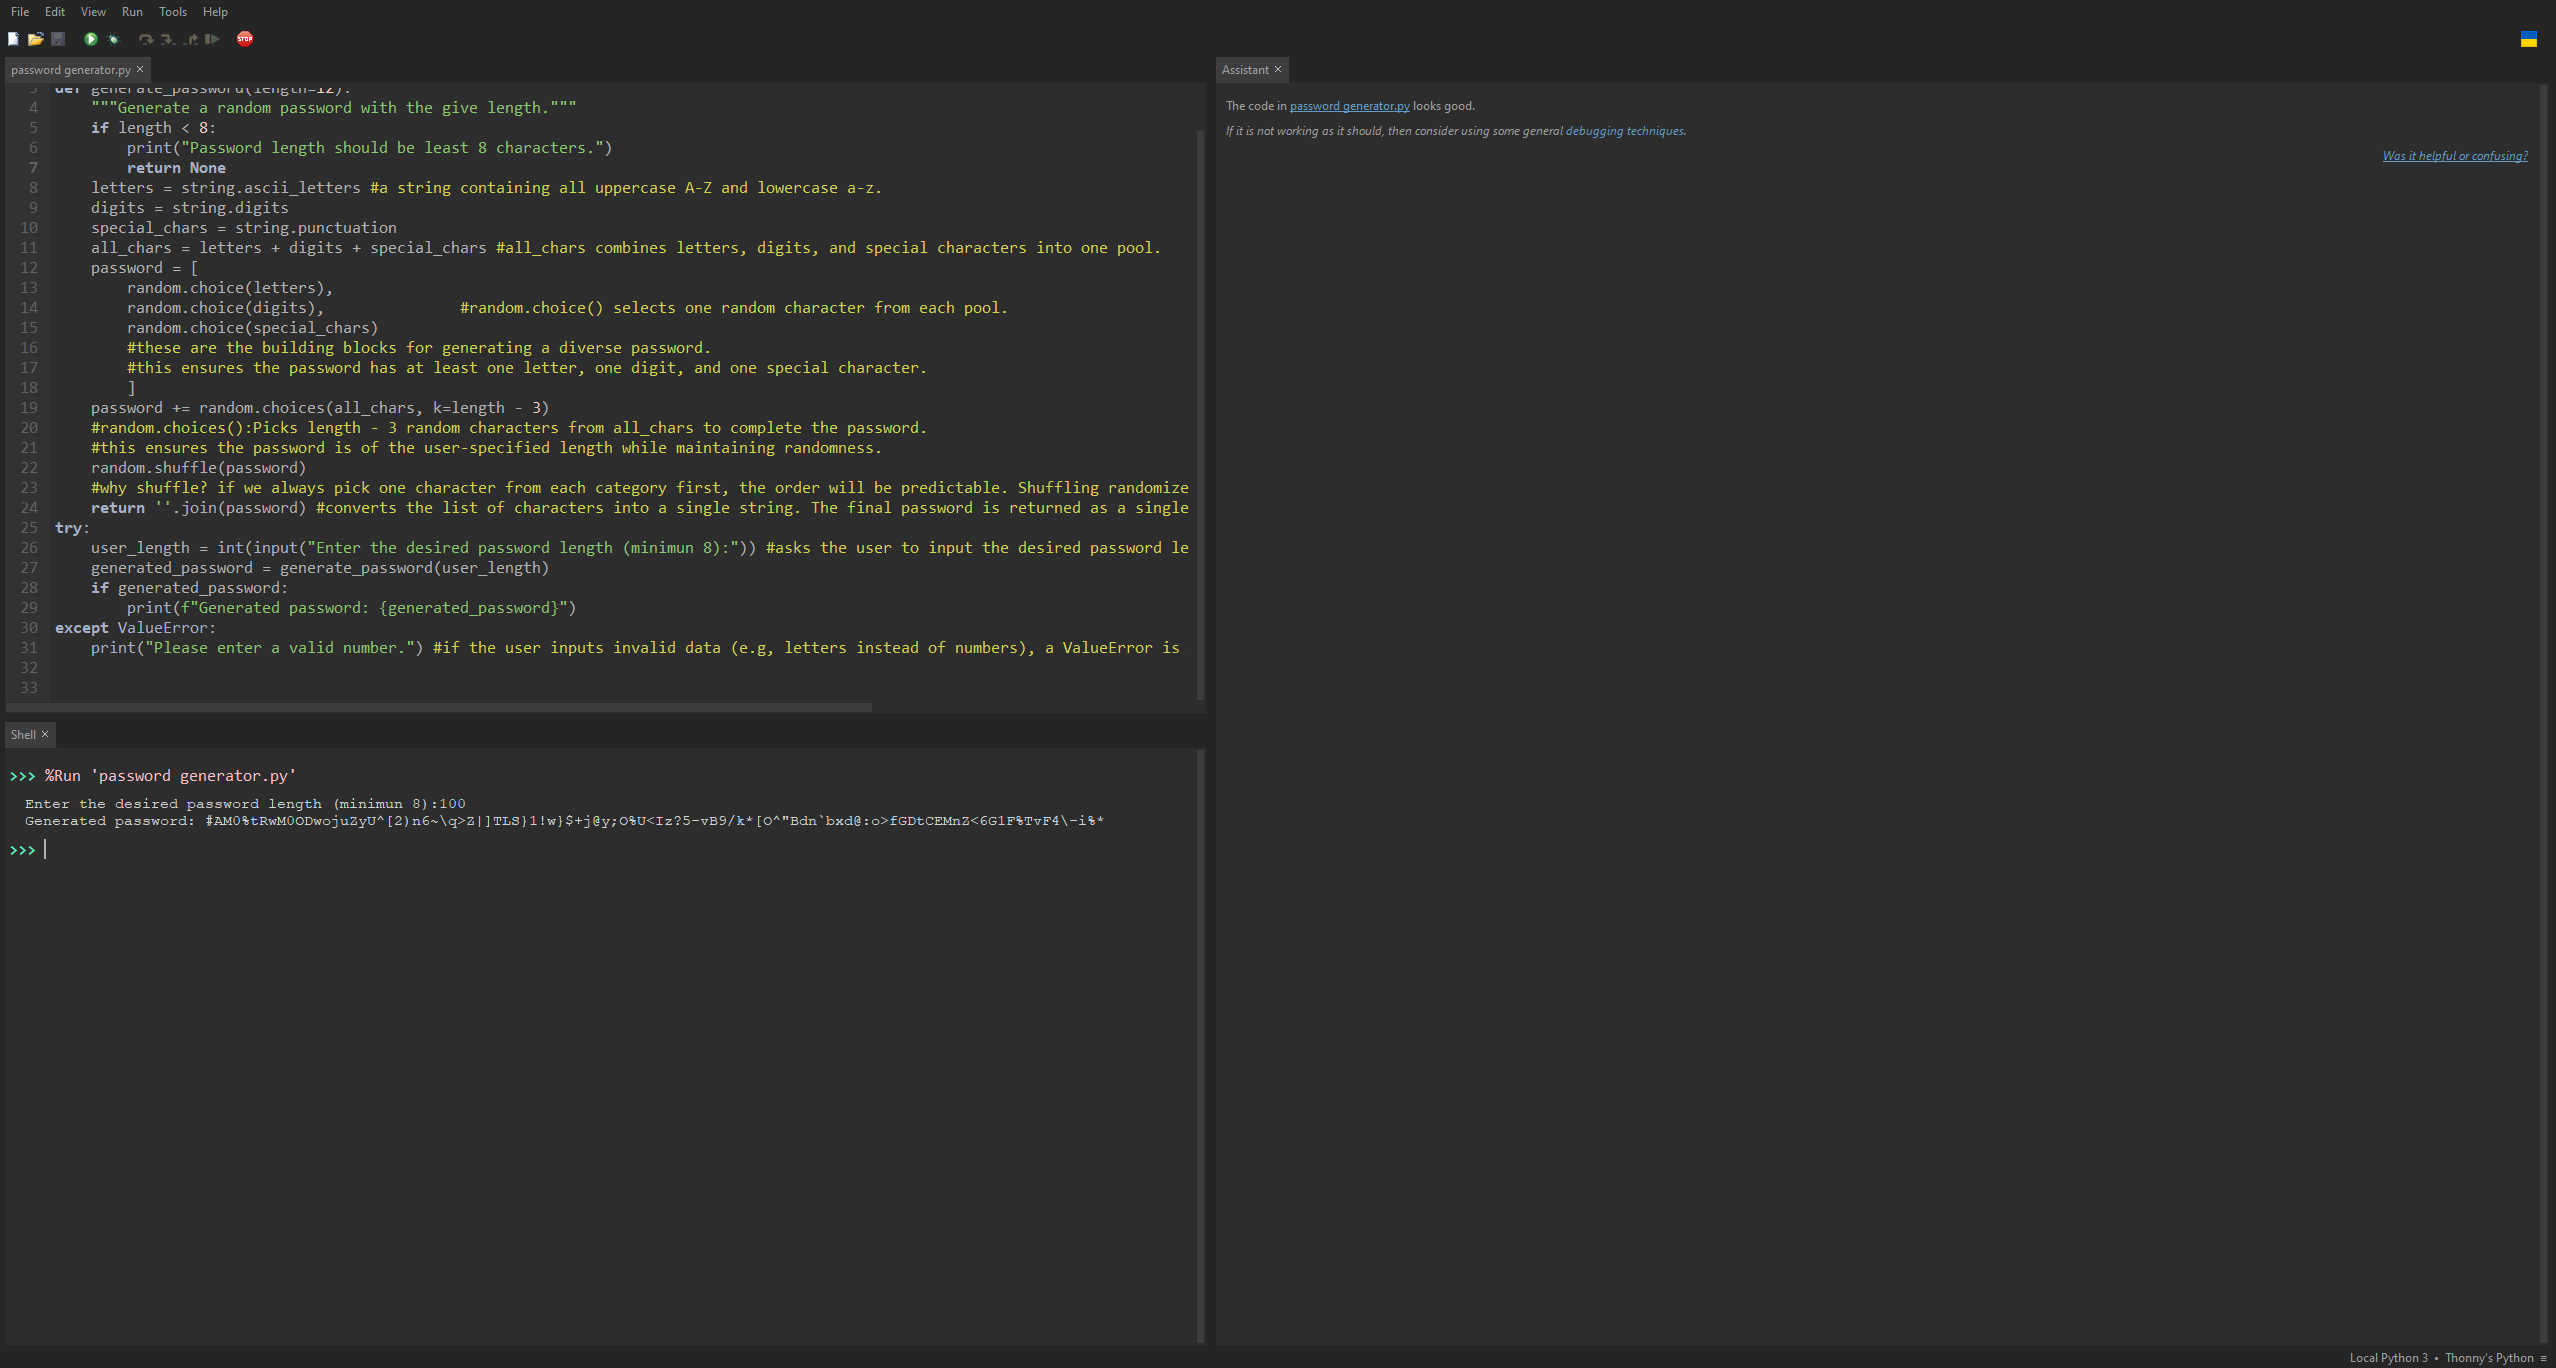 File Edit View Run Tools Help
STOP
password generator.py ×
Assistant ×
3 def generate_password(length=12):
4 """Generate a random password with the give length."""
5 if length < 8:
6 print("Password length should be least 8 characters.")
7 return None
8 letters = string.ascii_letters #a string containing all uppercase A-Z and lowercase a-z.
9 digits = string.digits
10 special_chars = string.punctuation
11 all_chars = letters + digits + special_chars #all_chars combines letters, digits, and special characters into one pool.
12 password = [
13 random.choice(letters),
14 random.choice(digits), #random.choice() selects one random character from each pool.
15 random.choice(special_chars)
16 #these are the building blocks for generating a diverse password.
17 #this ensures the password has at least one letter, one digit, and one special character.
18 ]
19 password += random.choices(all_chars, k=length - 3)
20 #random.choices():Picks length - 3 random characters from all_chars to complete the password.
21 #this ensures the password is of the user-specified length while maintaining randomness.
22 random.shuffle(password)
23 #why shuffle? if we always pick one character from each category first, the order will be predictable. Shuffling randomize
24 return ''.join(password) #converts the list of characters into a single string. The final password is returned as a single
25 try:
26 user_length = int(input("Enter the desired password length (minimun 8):")) #asks the user to input the desired password le
27 generated_password = generate_password(user_length)
28 if generated_password:
29 print(f"Generated password: {generated_password}")
30 except ValueError:
31 print("Please enter a valid number.") #if the user inputs invalid data (e.g, letters instead of numbers), a ValueError is
32
33
The code in password generator.py looks good.
If it is not working as it should, then consider using some general debugging techniques.
Was it helpful or confusing?
Shell ×
>>> %Run 'password generator.py'
Enter the desired password length (minimun 8):100
Generated password: #AM0%tRwM0ODwojuZyU^[2)n6~\q>Z|]TLS}1!w}$+j@y;O%U<Iz?5-vB9/k*[O^"Bdn`bxd@:o>fGDtCEMnZ<6G1F%TvF4\-i%*
>>>
Local Python 3 • Thonny's Python ≡